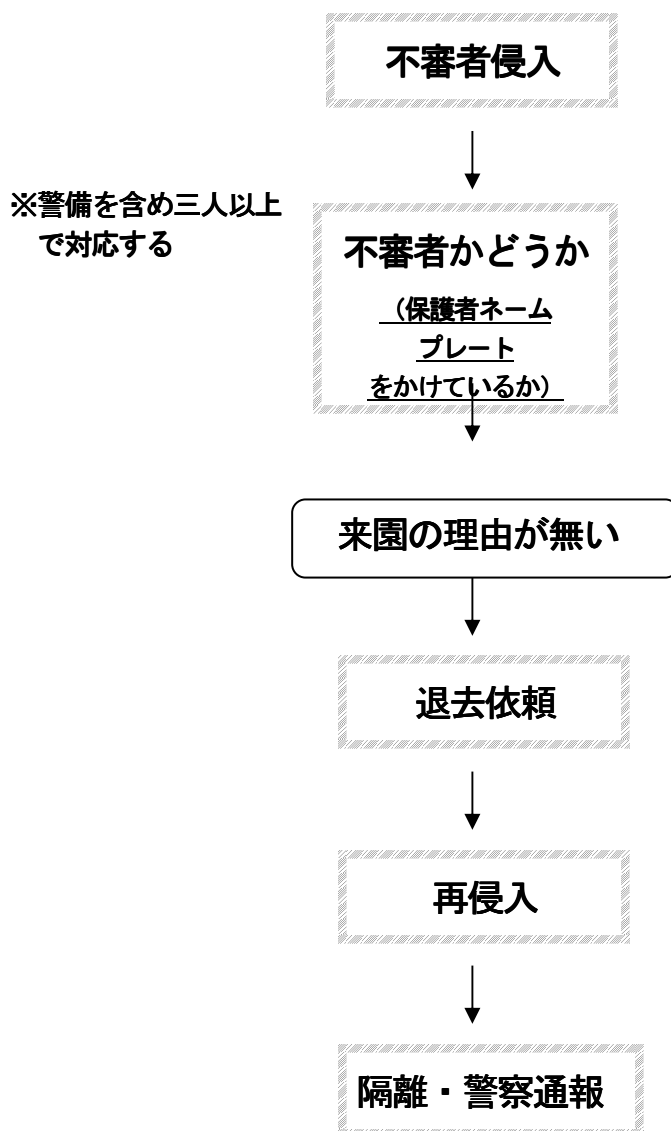 不審者侵入
※警備を含め三人以上
で対応する
不審者かどうか
（保護者ネーム
プレート
をかけているか）
来園の理由が無い
退去依頼
再侵入
隔離・警察通報